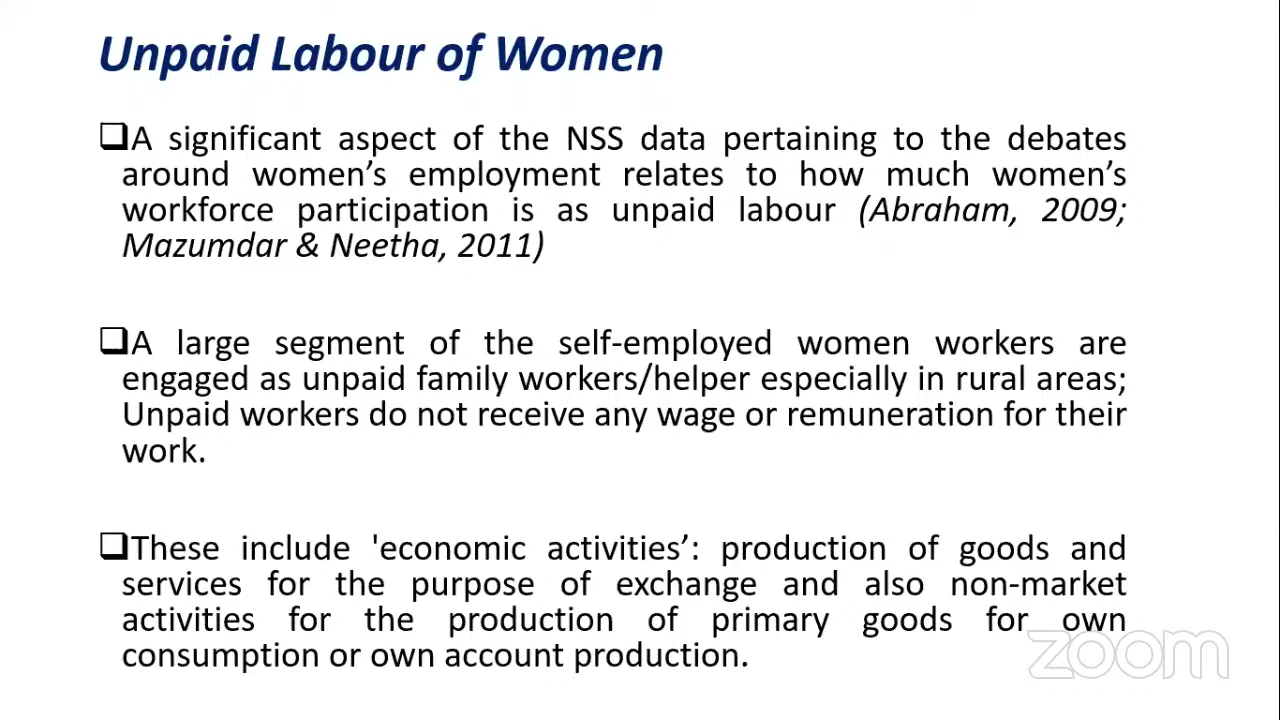 Unpaid Labour of Women
❑A significant aspect of the NSS data pertaining to the debates
around women’s employment relates to how much women’s
workforce participation is as unpaid labour (Abraham, 2009;
Mazumdar & Neetha, 2011)
❑A large segment of the self-employed women workers are
engaged as unpaid family workers/helper especially in rural areas;
Unpaid workers do not receive any wage or remuneration for their
work.
❑These include 'economic activities’: production of goods and
services for the purpose of exchange and also non-market
activities for the production of primary goods for own
consumption or own account production.
zoom